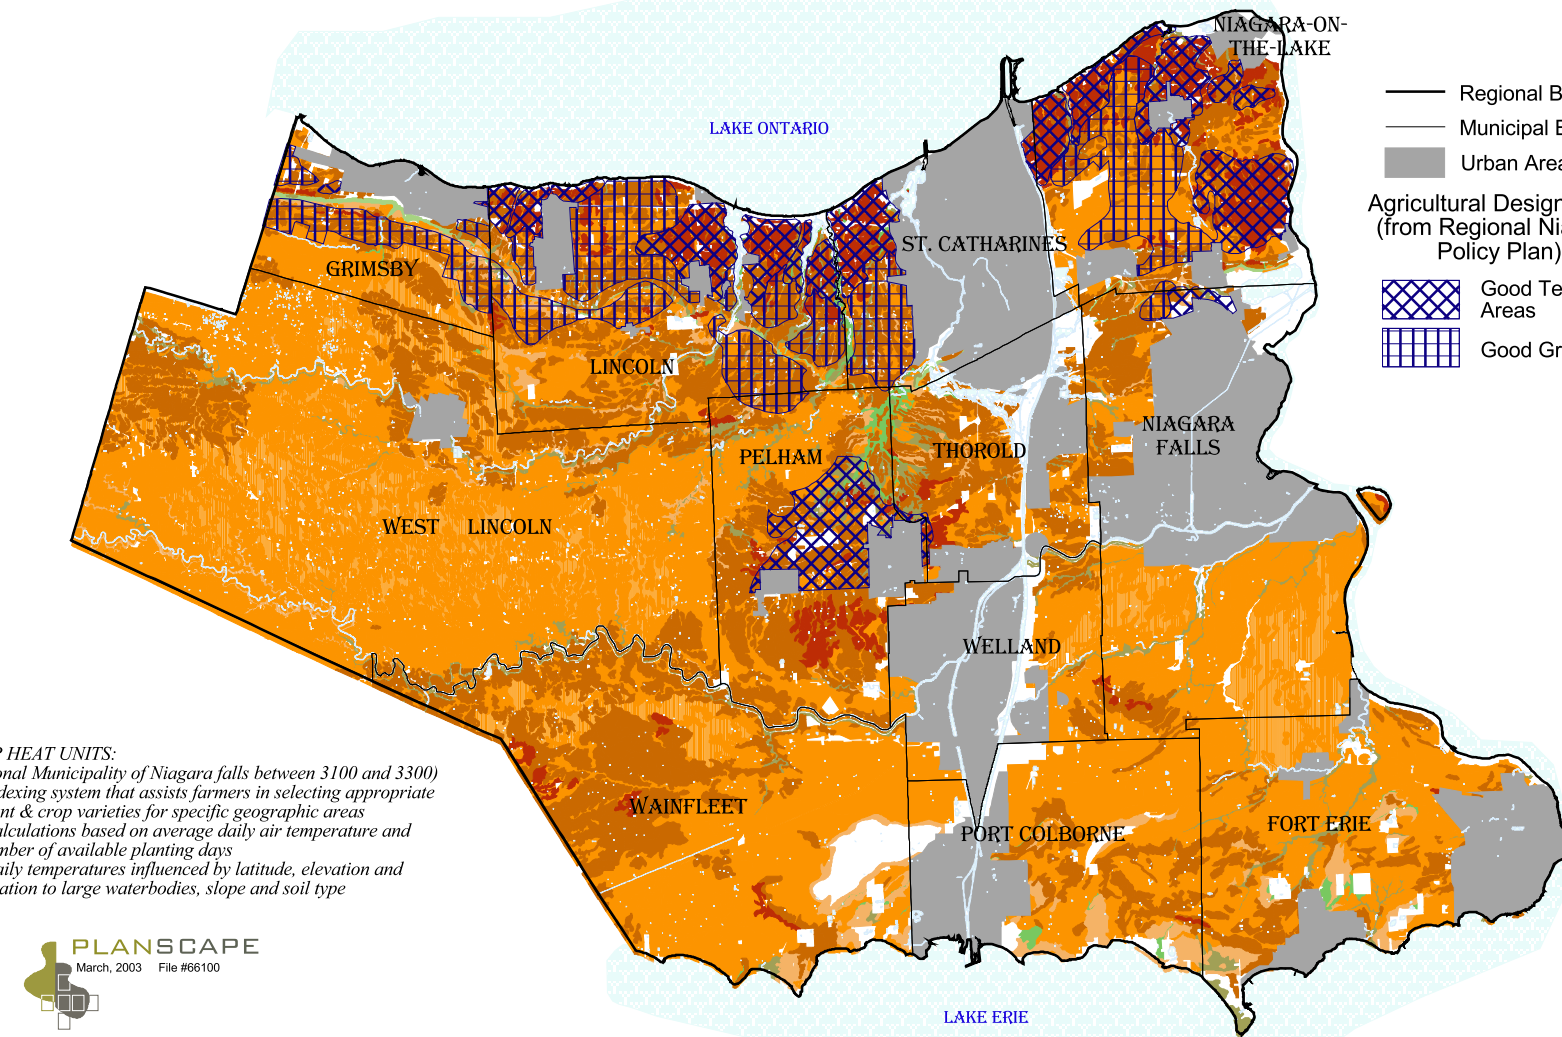 NIAGARA-ON-
THE-LAKE
LAKE ONTARIO
ST. CATHARINES
GRIMSBY
LINCOLN
PELHAM
THOROLD
NIAGARA
FALLS
WEST LINCOLN
WELLAND
WAINFLEET
PORT COLBORNE
FORT ERIE
LAKE ERIE
Regional B
Municipal
Urban Area
Agricultural Design
(from Regional Nia
Policy Plan)
Good Te
Areas
Good Gr
P HEAT UNITS:
onal Municipality of Niagara falls between 3100 and 3300)
dexing system that assists farmers in selecting appropriate
nt & crop varieties for specific geographic areas
alculations based on average daily air temperature and
mber of available planting days
aily temperatures influenced by latitude, elevation and
ation to large waterbodies, slope and soil type
PLANSCAPE
March, 2003 File #66100